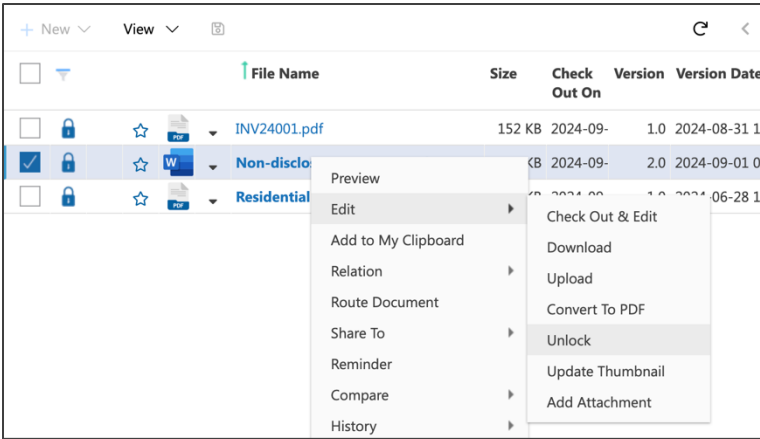 New View
File Name Size Check Out On Version Version Date
INV24001.pdf 152 KB 2024-09- 1.0 2024-08-31 1
Non-disclo KB 2024-09- 2.0 2024-09-01 0
Residential 1.0 2024-06-28 1
Preview
Edit
Add to My Clipboard
Relation
Route Document
Share To
Reminder
Compare
History
Check Out & Edit
Download
Upload
Convert To PDF
Unlock
Update Thumbnail
Add Attachment